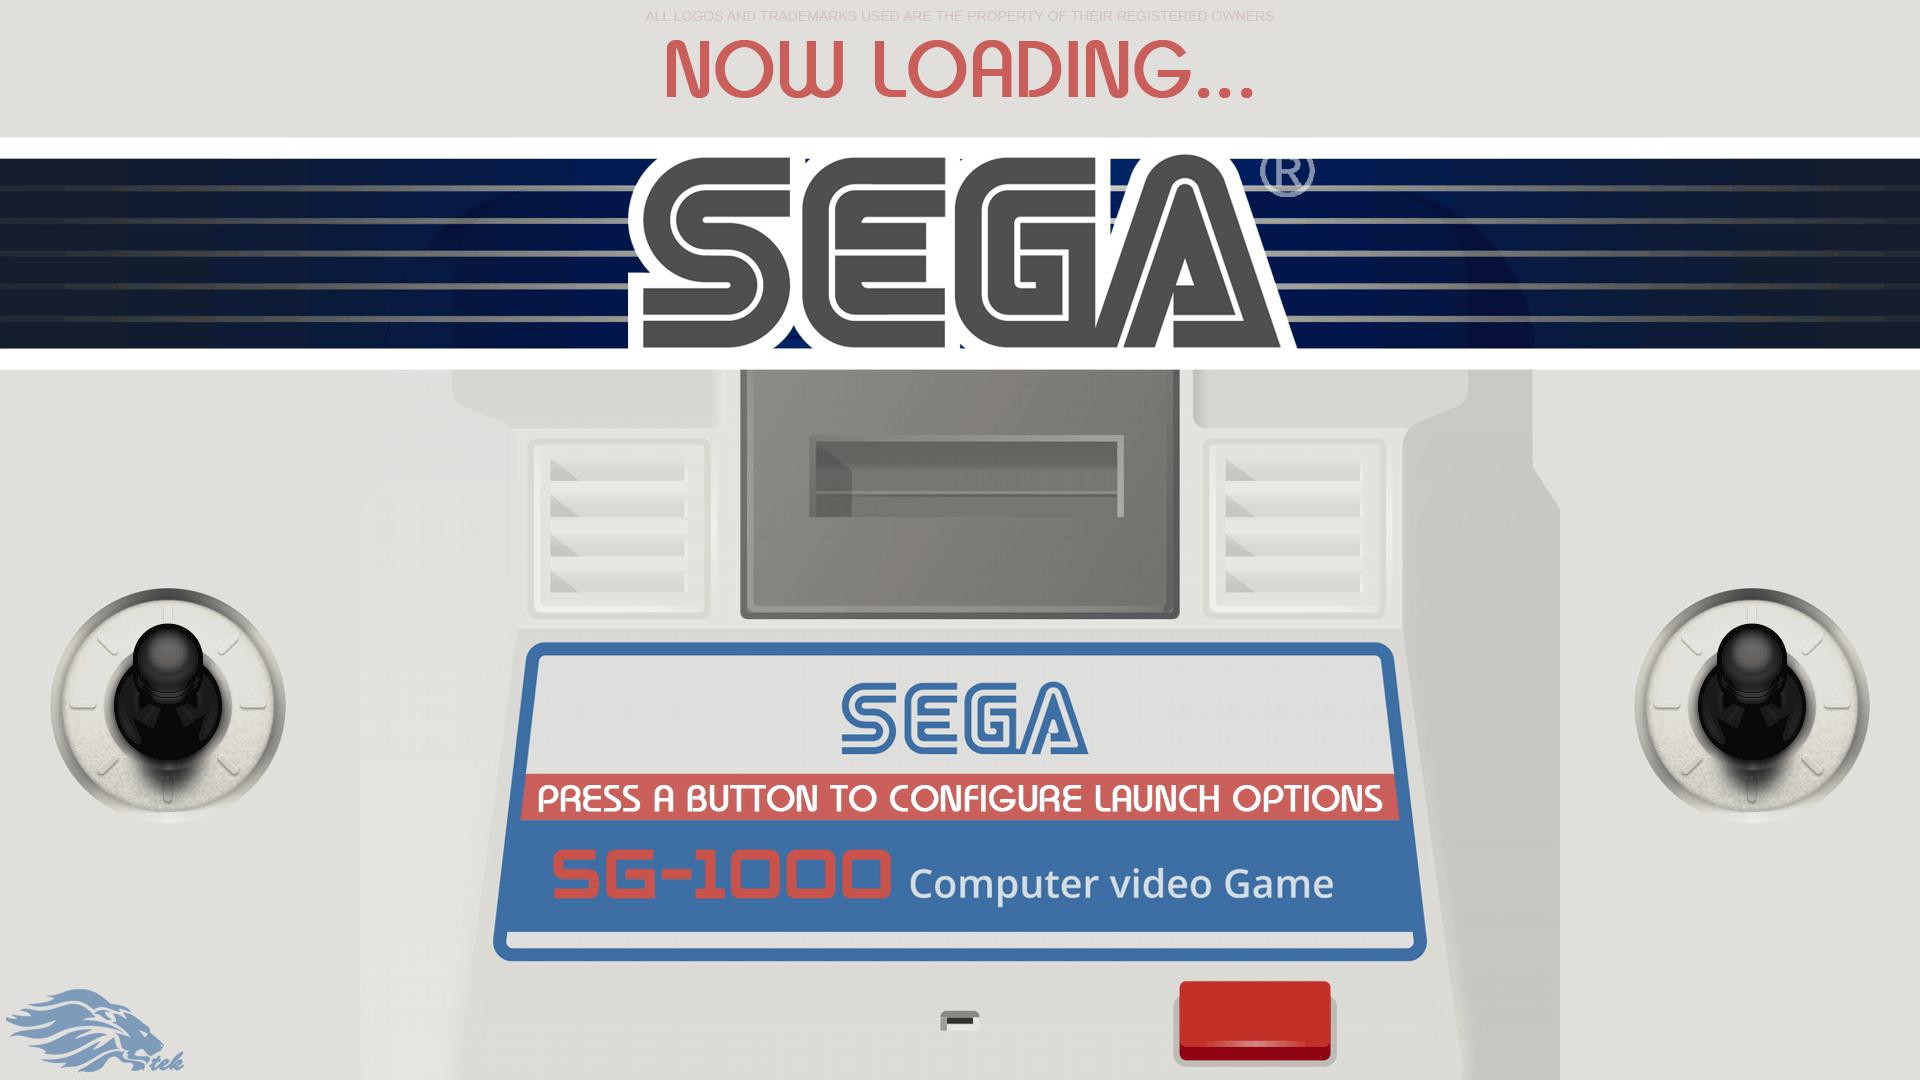 ALL LOGOS AND TRADEMARKS USED ARE THE PROPERTY OF THEIR REGISTERED OWNERS
NOW LOADING...
SEGA®
SEGA
PRESS A BUTTON TO CONFIGURE LAUNCH OPTIONS
SG-1000 Computer video Game
tek